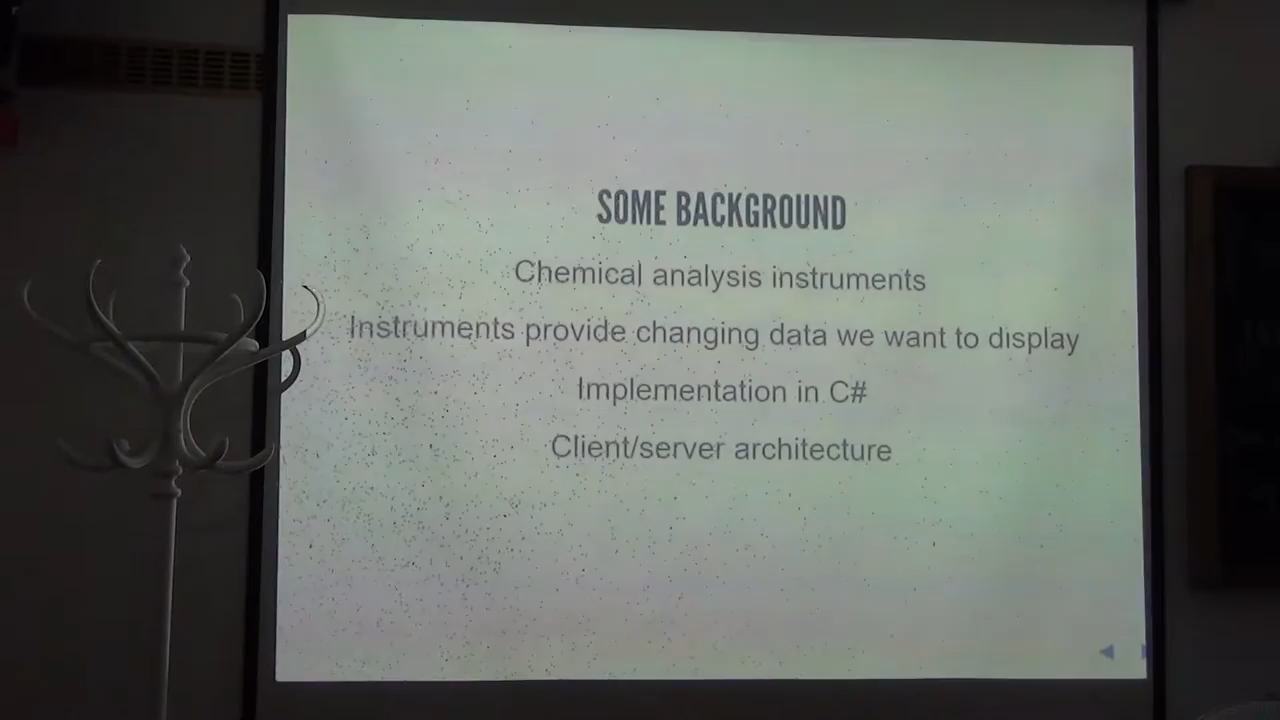 SOME BACKGROUND
Chemical analysis instruments
Instruments provide changing data we want to display
Implementation in C#
Client/server architecture